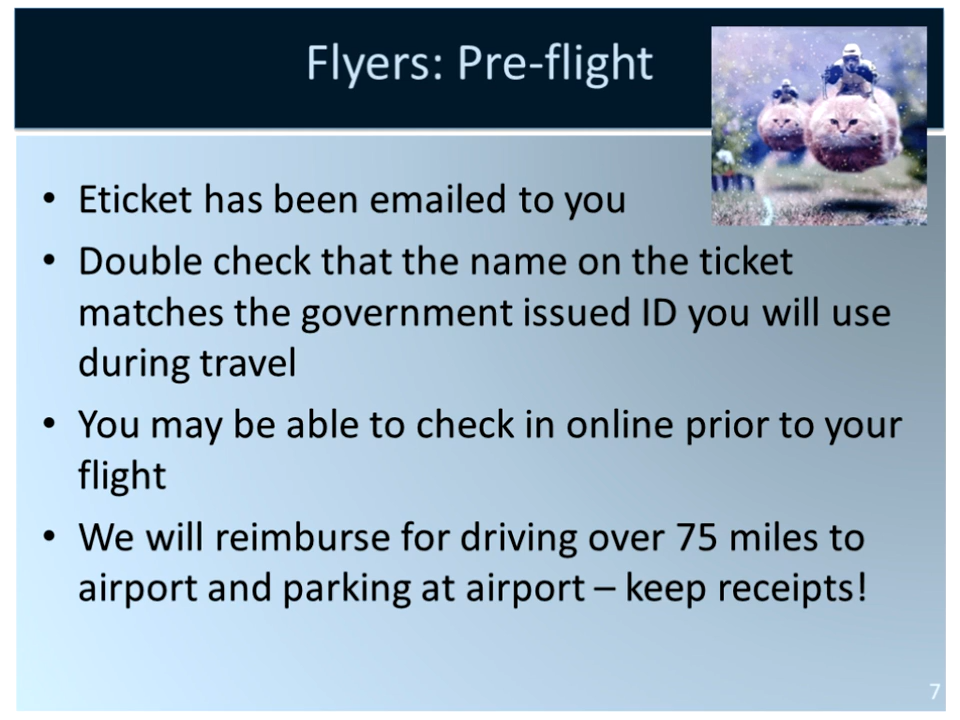 Flyers: Pre-flight
• Eticket has been emailed to you
• Double check that the name on the ticket
matches the government issued ID you will use
during travel
• You may be able to check in online prior to your
flight
• We will reimburse for driving over 75 miles to
airport and parking at airport – keep receipts!
7